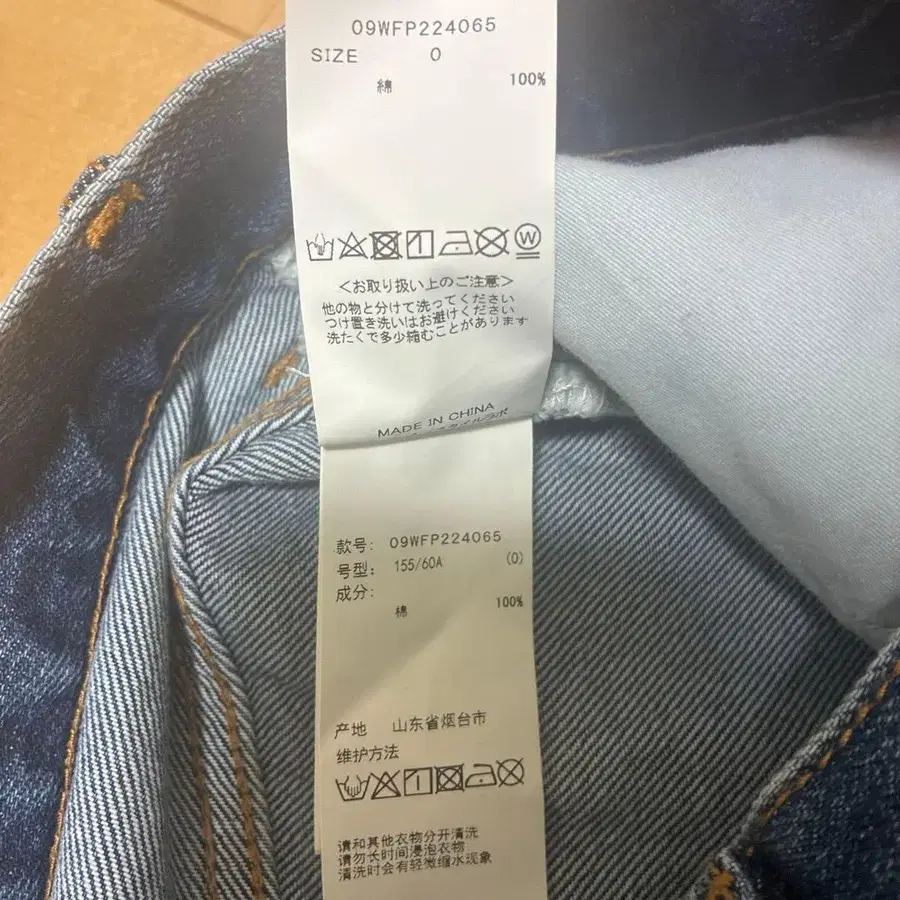 09WFP224065
SIZE 0
綿 100%
W
<お取り扱い上のご注意>
他の物と分けて洗ってください
つけ置き洗いはお避けください
洗たくで多少縮むことがあります
MADE IN CHINA
款号: 09WFP224065
号型: 155/60A (0)
成分:
棉 100%
产地 山东省烟台市
维护方法
请和其他衣物分开清洗
请勿长时间浸泡衣物
清洗时会有轻微缩水现象